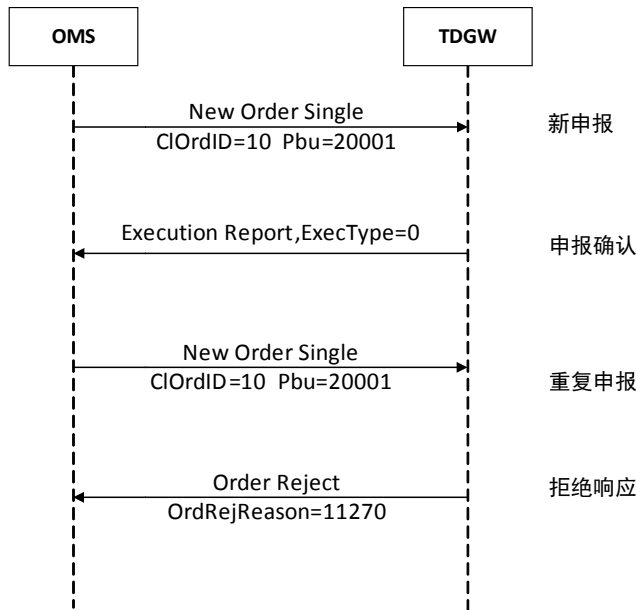 OMS
TDGW
New Order Single
ClOrdID=10 Pbu=20001
新申报
Execution Report,ExecType=0
申报确认
New Order Single
ClOrdID=10 Pbu=20001
重复申报
Order Reject
OrdRejReason=11270
拒绝响应